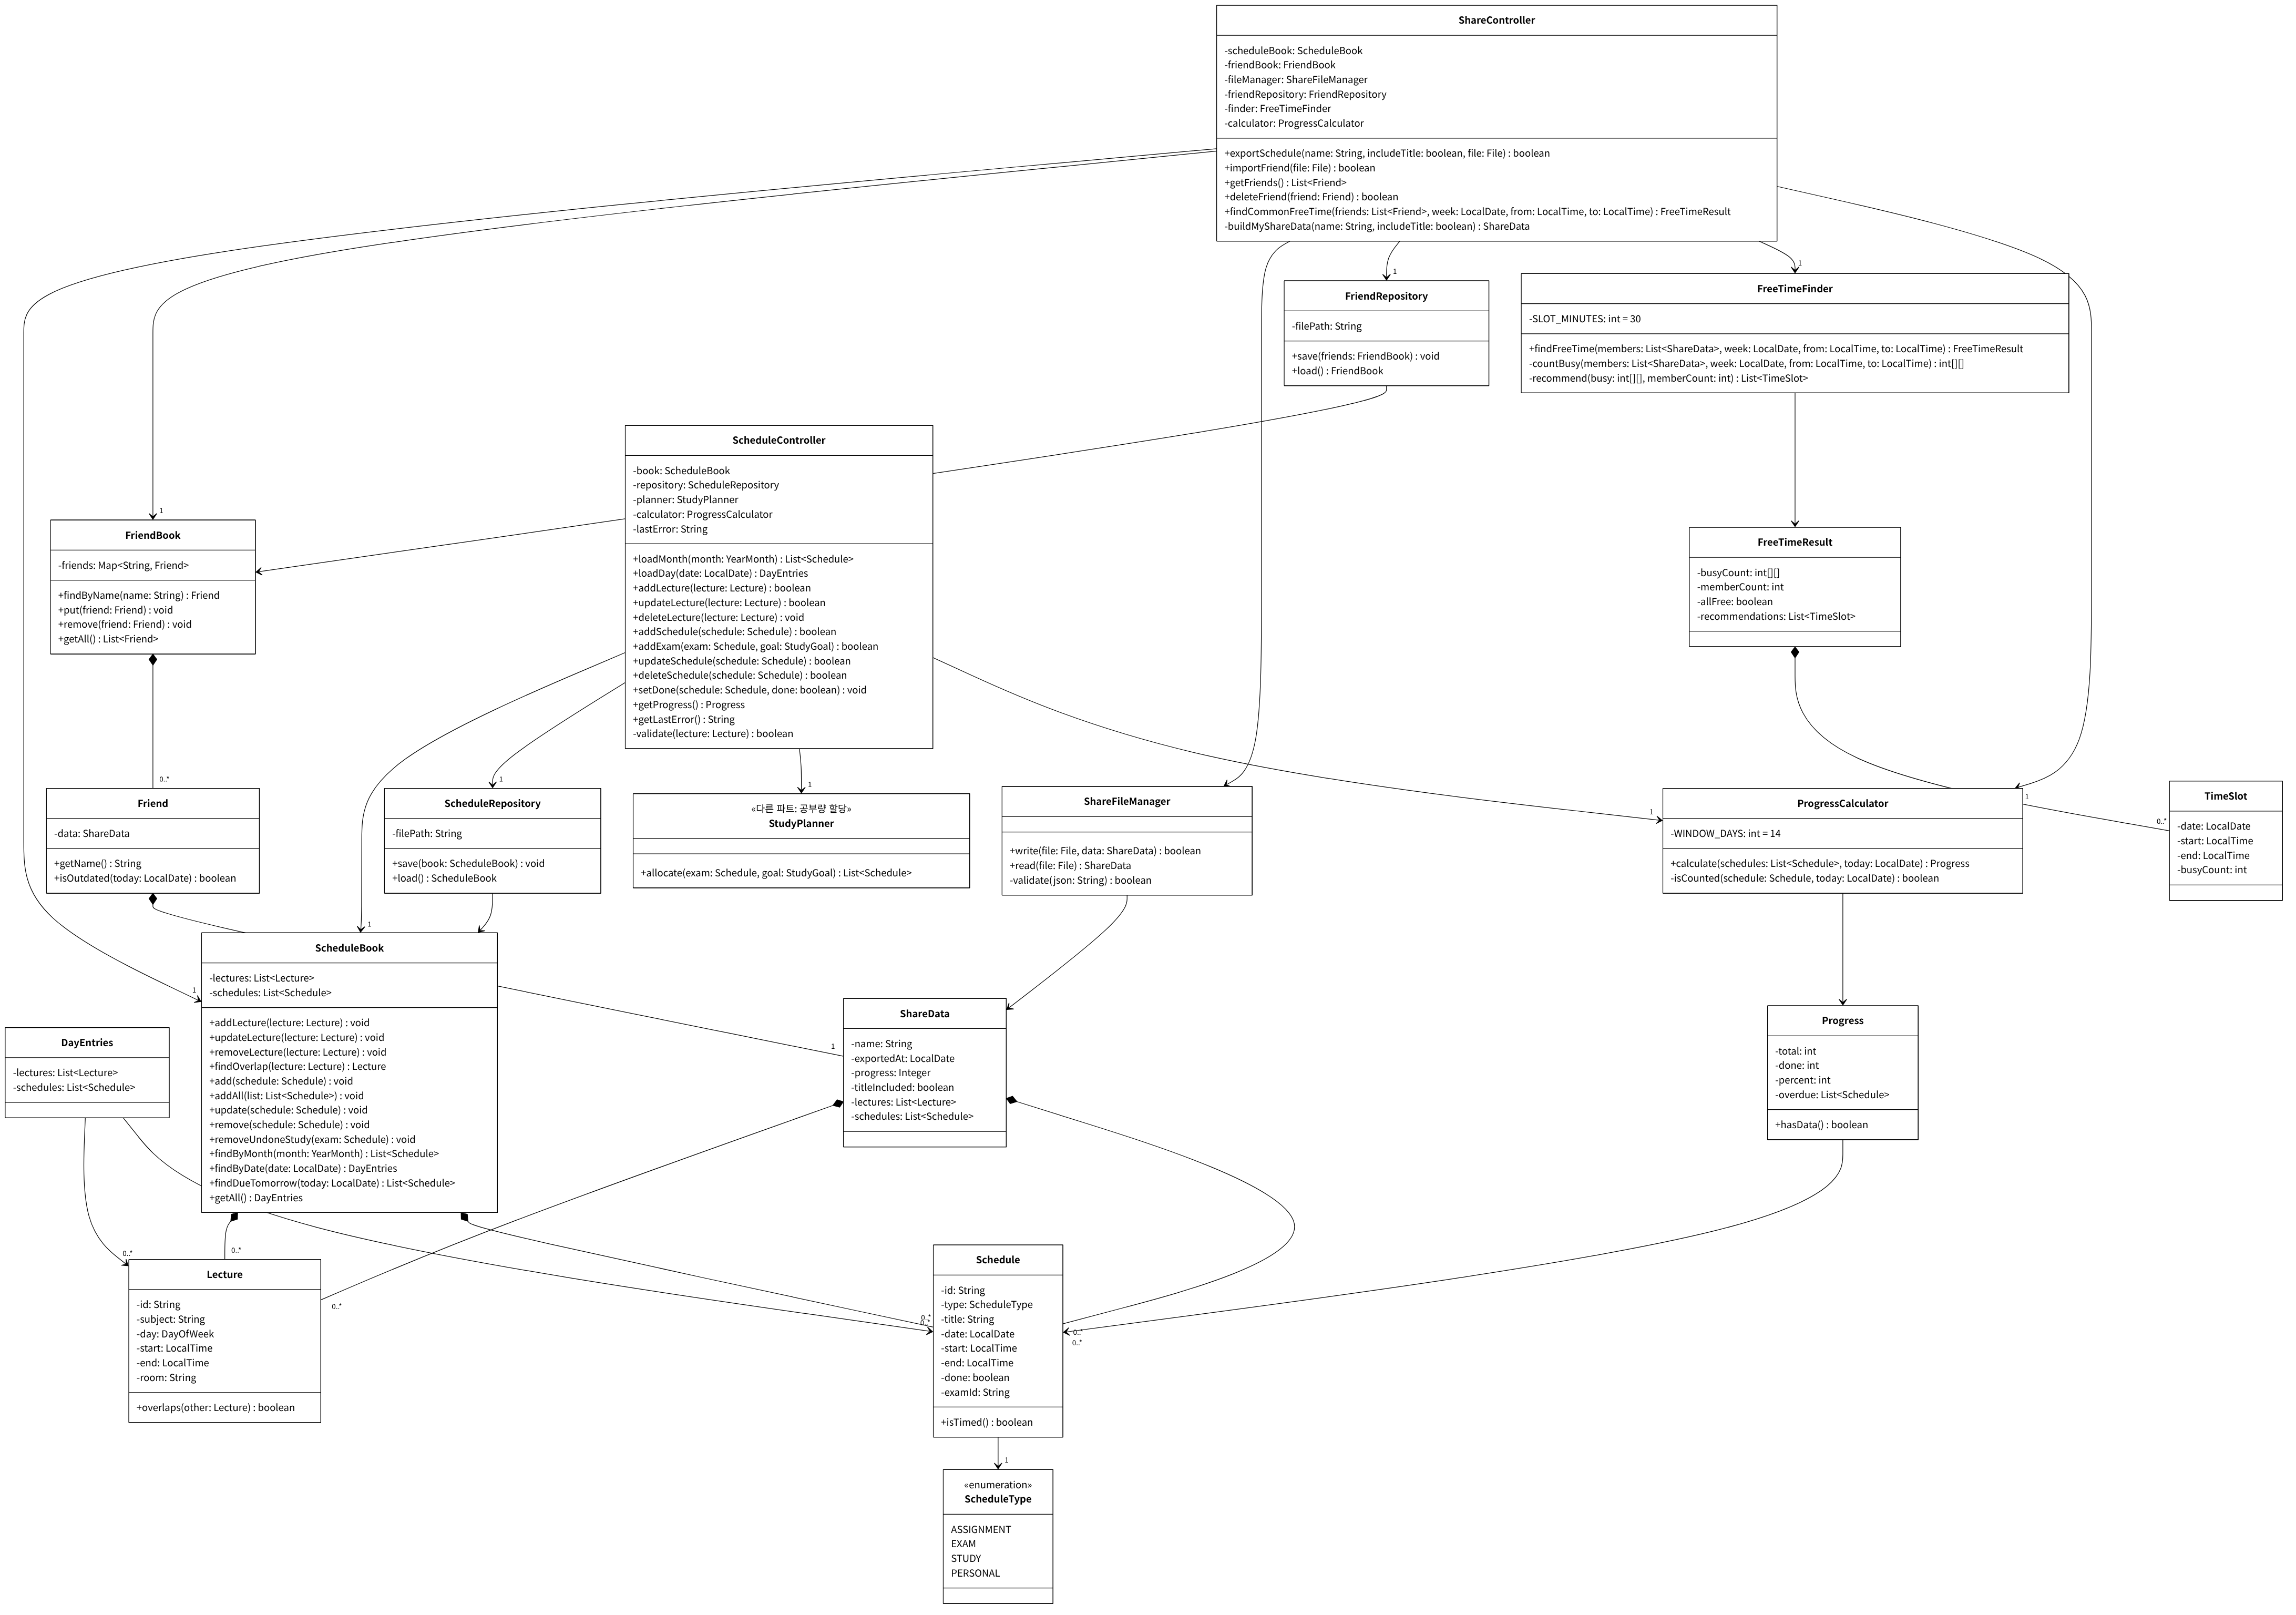 ShareController
-scheduleBook: ScheduleBook
-friendBook: FriendBook
-fileManager: ShareFileManager
-friendRepository: FriendRepository
-finder: FreeTimeFinder
-calculator: ProgressCalculator
+exportSchedule(name: String, includeTitle: boolean, file: File) : boolean
+importFriend(file: File) : boolean
+getFriends() : List<Friend>
+deleteFriend(friend: Friend) : boolean
+findCommonFreeTime(friends: List<Friend>, week: LocalDate, from: LocalTime, to: LocalTime) : FreeTimeResult
-buildMyShareData(name: String, includeTitle: boolean) : ShareData
1
1
FriendRepository
-filePath: String
+save(friends: FriendBook) : void
+load() : FriendBook
FreeTimeFinder
-SLOT_MINUTES: int = 30
+findFreeTime(members: List<ShareData>, week: LocalDate, from: LocalTime, to: LocalTime) : FreeTimeResult
-countBusy(members: List<ShareData>, week: LocalDate, from: LocalTime, to: LocalTime) : int[][]
-recommend(busy: int[][], memberCount: int) : List<TimeSlot>
ScheduleController
-book: ScheduleBook
-repository: ScheduleRepository
-planner: StudyPlanner
-calculator: ProgressCalculator
-lastError: String
+loadMonth(month: YearMonth) : List<Schedule>
+loadDay(date: LocalDate) : DayEntries
+addLecture(lecture: Lecture) : boolean
+updateLecture(lecture: Lecture) : boolean
+deleteLecture(lecture: Lecture) : void
+addSchedule(schedule: Schedule) : boolean
+addExam(exam: Schedule, goal: StudyGoal) : boolean
+updateSchedule(schedule: Schedule) : boolean
+deleteSchedule(schedule: Schedule) : boolean
+setDone(schedule: Schedule, done: boolean) : void
+getProgress() : Progress
+getLastError() : String
-validate(lecture: Lecture) : boolean
1
FriendBook
-friends: Map<String, Friend>
+findByName(name: String) : Friend
+put(friend: Friend) : void
+remove(friend: Friend) : void
+getAll() : List<Friend>
FreeTimeResult
-busyCount: int[][]
-memberCount: int
-allFree: boolean
-recommendations: List<TimeSlot>
0..*
1
1
1
1
0..*
Friend
-data: ShareData
+getName() : String
+isOutdated(today: LocalDate) : boolean
ScheduleRepository
-filePath: String
+save(book: ScheduleBook) : void
+load() : ScheduleBook
«다른 파트: 공부량 할당»
StudyPlanner
+allocate(exam: Schedule, goal: StudyGoal) : List<Schedule>
ShareFileManager
+write(file: File, data: ShareData) : boolean
+read(file: File) : ShareData
-validate(json: String) : boolean
ProgressCalculator
-WINDOW_DAYS: int = 14
+calculate(schedules: List<Schedule>, today: LocalDate) : Progress
-isCounted(schedule: Schedule, today: LocalDate) : boolean
TimeSlot
-date: LocalDate
-start: LocalTime
-end: LocalTime
-busyCount: int
1
1
ScheduleBook
-lectures: List<Lecture>
-schedules: List<Schedule>
+addLecture(lecture: Lecture) : void
+updateLecture(lecture: Lecture) : void
+removeLecture(lecture: Lecture) : void
+findOverlap(lecture: Lecture) : Lecture
+add(schedule: Schedule) : void
+addAll(list: List<Schedule>) : void
+update(schedule: Schedule) : void
+remove(schedule: Schedule) : void
+removeUndoneStudy(exam: Schedule) : void
+findByMonth(month: YearMonth) : List<Schedule>
+findByDate(date: LocalDate) : DayEntries
+findDueTomorrow(today: LocalDate) : List<Schedule>
+getAll() : DayEntries
1
ShareData
-name: String
-exportedAt: LocalDate
-progress: Integer
-titleIncluded: boolean
-lectures: List<Lecture>
-schedules: List<Schedule>
Progress
-total: int
-done: int
-percent: int
-overdue: List<Schedule>
+hasData() : boolean
DayEntries
-lectures: List<Lecture>
-schedules: List<Schedule>
0..*
0..*
Lecture
-id: String
-subject: String
-day: DayOfWeek
-start: LocalTime
-end: LocalTime
-room: String
+overlaps(other: Lecture) : boolean
0..*
0..*
0..*
Schedule
-id: String
-type: ScheduleType
-title: String
-date: LocalDate
-start: LocalTime
-end: LocalTime
-done: boolean
-examId: String
+isTimed() : boolean
0..*
0..*
1
«enumeration»
ScheduleType
ASSIGNMENT
EXAM
STUDY
PERSONAL